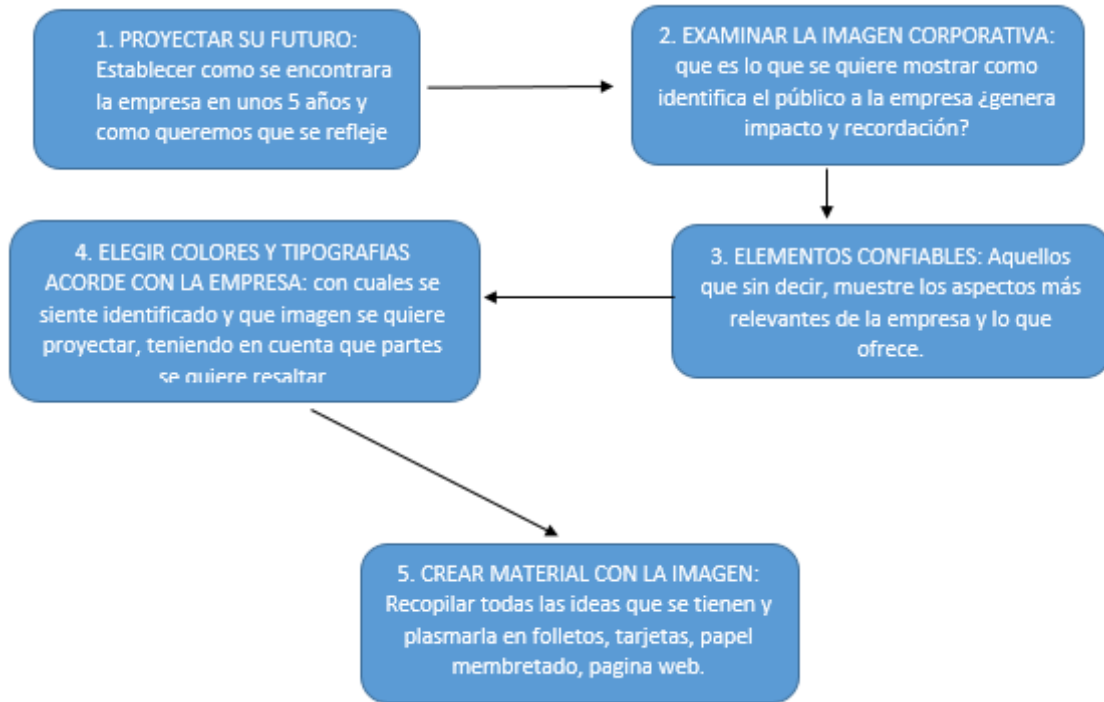 1. PROYECTAR SU FUTURO:
Establecer como se encontrara
la empresa en unos 5 años y
como queremos que se refleje
2. EXAMINAR LA IMAGEN CORPORATIVA:
que es lo que se quiere mostrar como
identifica el público a la empresa ¿genera
impacto y recordación?
3. ELEMENTOS CONFIABLES: Aquellos
que sin decir, muestre los aspectos más
relevantes de la empresa y lo que
ofrece.
4. ELEGIR COLORES Y TIPOGRAFIAS
ACORDE CON LA EMPRESA: con cuales se
siente identificado y que imagen se quiere
proyectar, teniendo en cuenta que partes
se quiere resaltar
5. CREAR MATERIAL CON LA IMAGEN:
Recopilar todas las ideas que se tienen y
plasmarla en folletos, tarjetas, papel
membretado, pagina web.